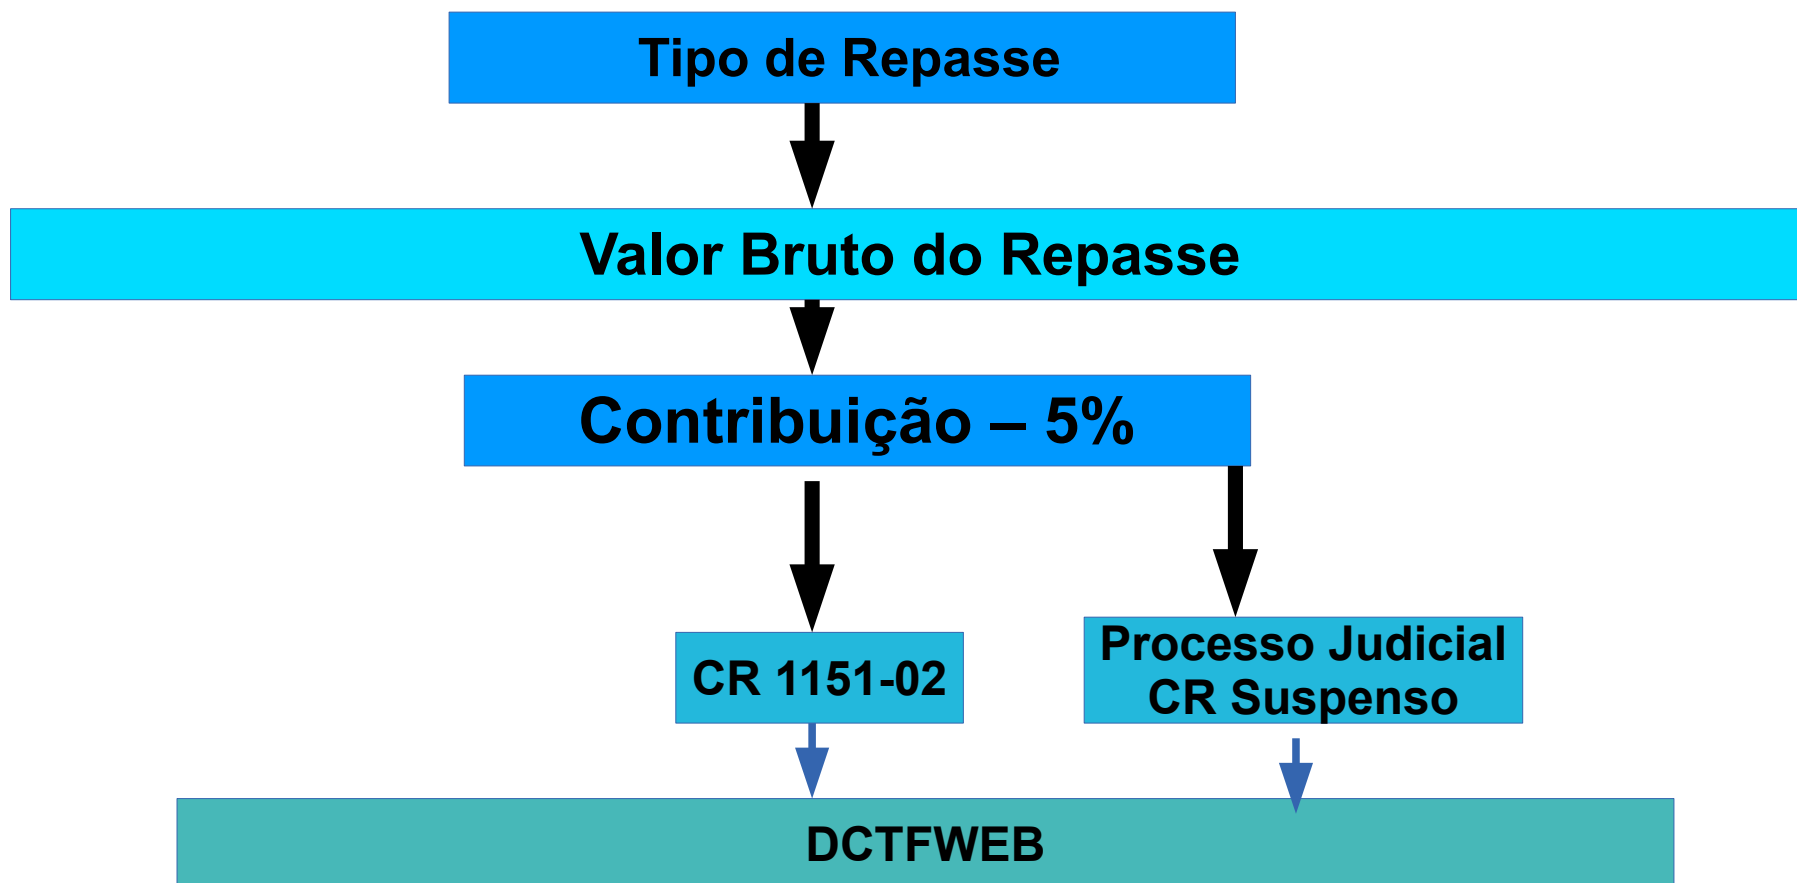 Tipo de Repasse
Valor Bruto do Repasse
Contribuição – 5%
CR 1151-02
Processo Judicial
CR Suspenso
DCTFWEB